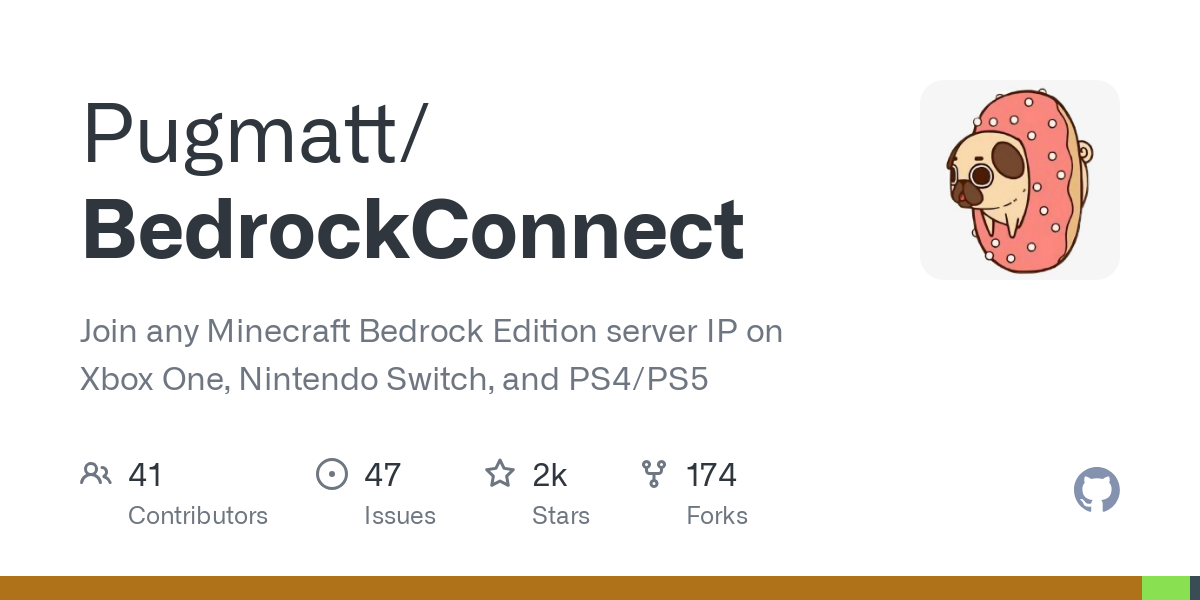 Pugmatt/
BedrockConnect
Join any Minecraft Bedrock Edition server IP on
Xbox One, Nintendo Switch, and PS4/PS5
41 47 2k 174
Contributors Issues Stars Forks